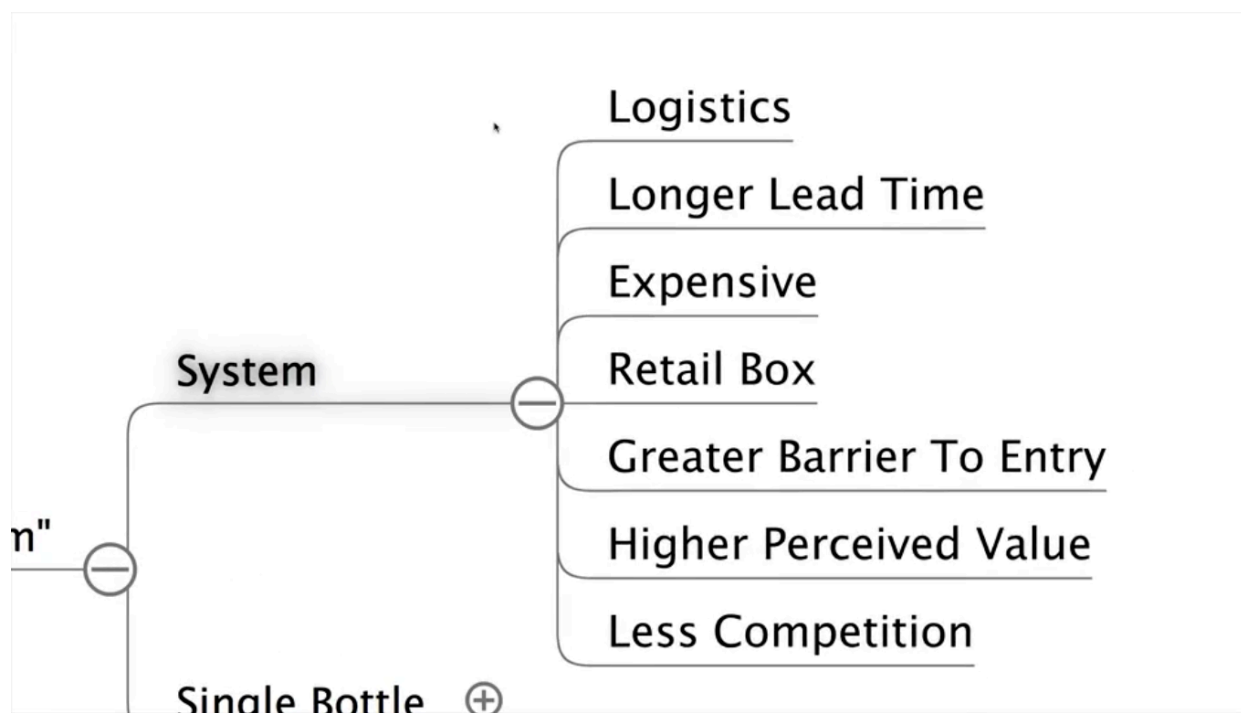 Logistics
Longer Lead Time
Expensive
System
Retail Box
Greater Barrier To Entry
m"
Higher Perceived Value
Less Competition
Single Bottle